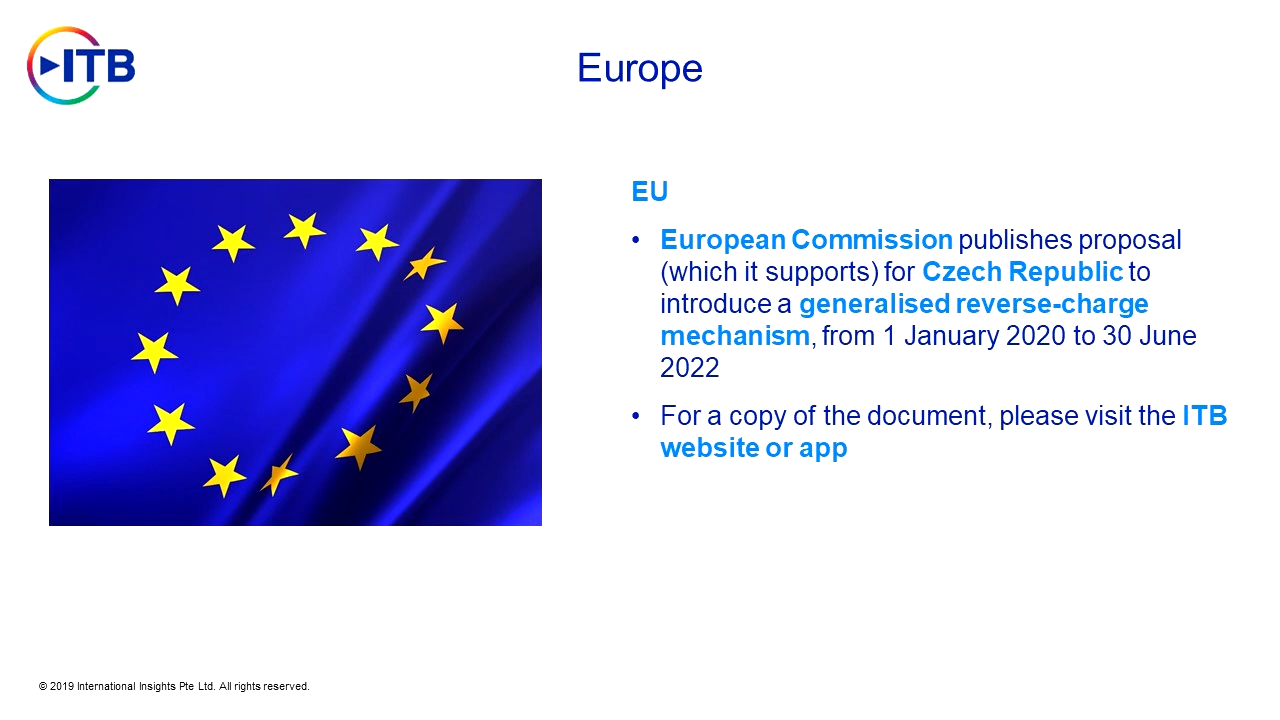 ITB
Europe
EU
• European Commission publishes proposal
(which it supports) for Czech Republic to
introduce a generalised reverse-charge
mechanism, from 1 January 2020 to 30 June
2022
• For a copy of the document, please visit the ITB
website or app
© 2019 International Insights Pte Ltd. All rights reserved.